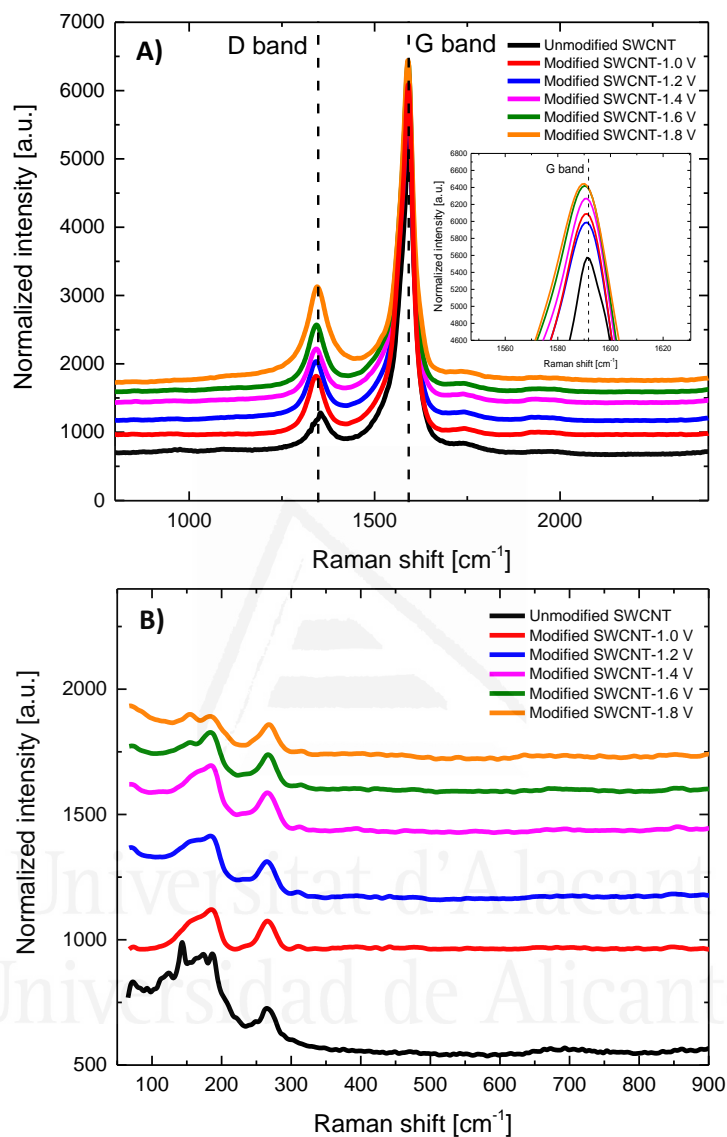 A)
D band
G band
Unmodified SWCNT
Modified SWCNT-1.0 V
Modified SWCNT-1.2 V
Modified SWCNT-1.4 V
Modified SWCNT-1.6 V
Modified SWCNT-1.8 V
7000
6000
5000
4000
3000
2000
1000
0
Normalized intensity [a.u.]
1000
1500
2000
Raman shift [cm⁻¹]
G band
6800
6600
6400
6200
6000
5800
5600
5400
5200
5000
4800
4600
Normalized intensity [a.u.]
1560
1580
1600
1620
Raman shift [cm⁻¹]
B)
Unmodified SWCNT
Modified SWCNT-1.0 V
Modified SWCNT-1.2 V
Modified SWCNT-1.4 V
Modified SWCNT-1.6 V
Modified SWCNT-1.8 V
2000
1500
1000
500
Normalized intensity [a.u.]
100
200
300
400
500
600
700
800
900
Raman shift [cm⁻¹]
Universitat d'Alacant
Universidad de Alicante